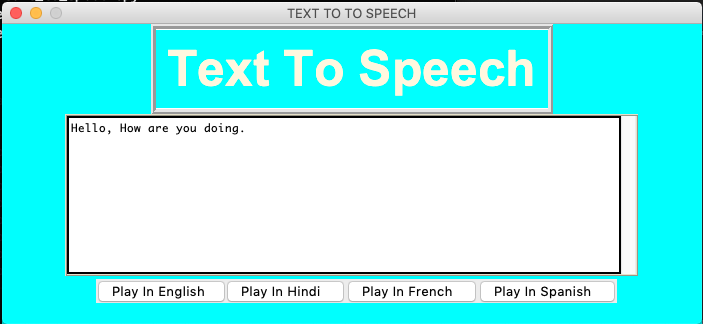 TEXT TO TO SPEECH
Text To Speech
Hello, How are you doing.
Play In English Play In Hindi Play In French Play In Spanish